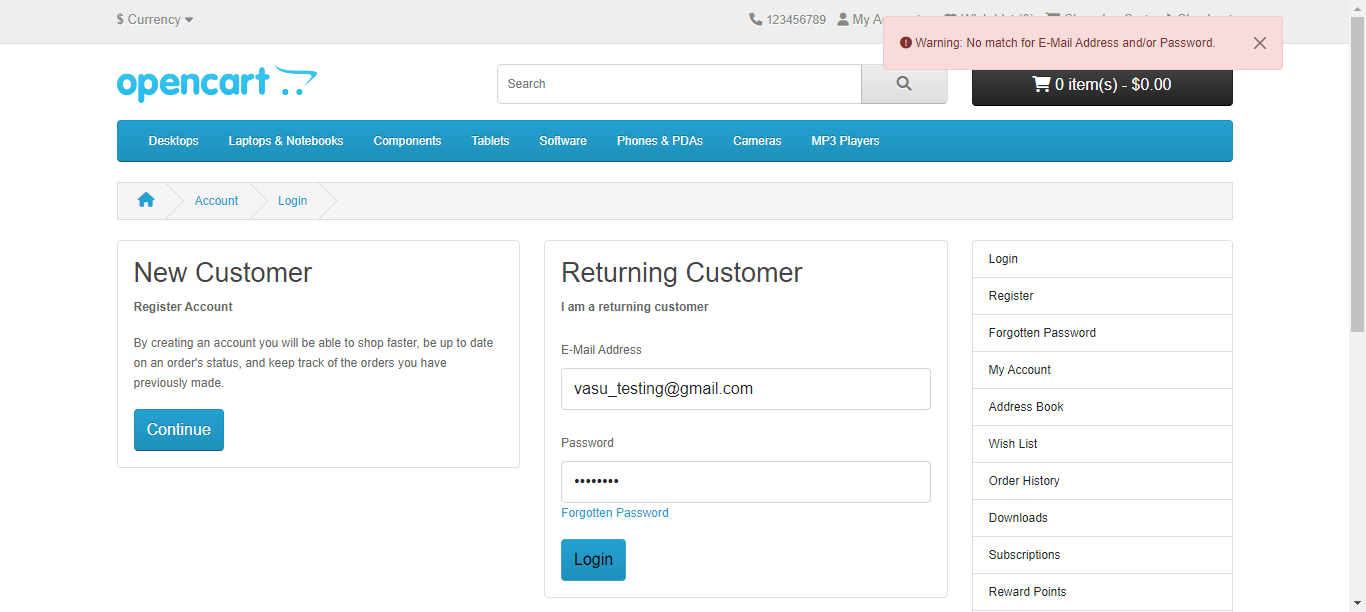 $ Currency
123456789
Warning: No match for E-Mail Address and/or Password.
opencart
Search
0 item(s) - $0.00
Desktops Laptops & Notebooks Components Tablets Software Phones & PDAs Cameras MP3 Players
Account Login
New Customer
Register Account
By creating an account you will be able to shop faster, be up to date
on an order's status, and keep track of the orders you have
previously made.
Continue
Returning Customer
I am a returning customer
E-Mail Address
vasu_testing@gmail.com
Password
••••••••
Forgotten Password
Login
Login
Register
Forgotten Password
My Account
Address Book
Wish List
Order History
Downloads
Subscriptions
Reward Points